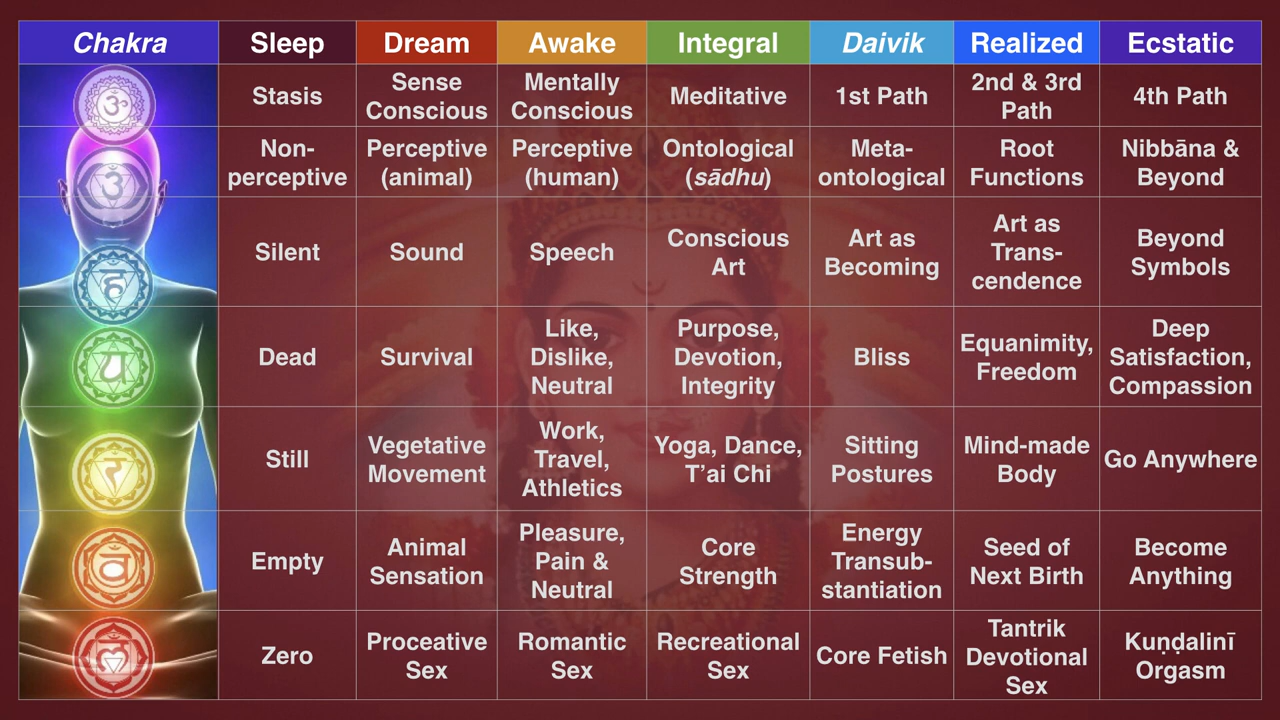 Chakra
Sleep
Dream
Awake
Integral
Daivik
Realized
Ecstatic
ॐ
Stasis
Sense
Conscious
Mentally
Conscious
Meditative
1st Path
2nd & 3rd
Path
4th Path
ॐ
Non-
perceptive
Perceptive
(animal)
Perceptive
(human)
Ontological
(sādhu)
Meta-
ontological
Root
Functions
Nibbāna &
Beyond
हं
Silent
Sound
Speech
Conscious
Art
Art as
Becoming
Art as
Trans-
cendence
Beyond
Symbols
यं
Dead
Survival
Like,
Dislike,
Neutral
Purpose,
Devotion,
Integrity
Bliss
Equanimity,
Freedom
Deep
Satisfaction,
Compassion
रं
Still
Vegetative
Movement
Work,
Travel,
Athletics
Yoga, Dance,
T’ai Chi
Sitting
Postures
Mind-made
Body
Go Anywhere
वं
Empty
Animal
Sensation
Pleasure,
Pain &
Neutral
Core
Strength
Energy
Transub-
stantiation
Seed of
Next Birth
Become
Anything
लं
Zero
Proceative
Sex
Romantic
Sex
Recreational
Sex
Core Fetish
Tantrik
Devotional
Sex
Kuṇḍalinī
Orgasm